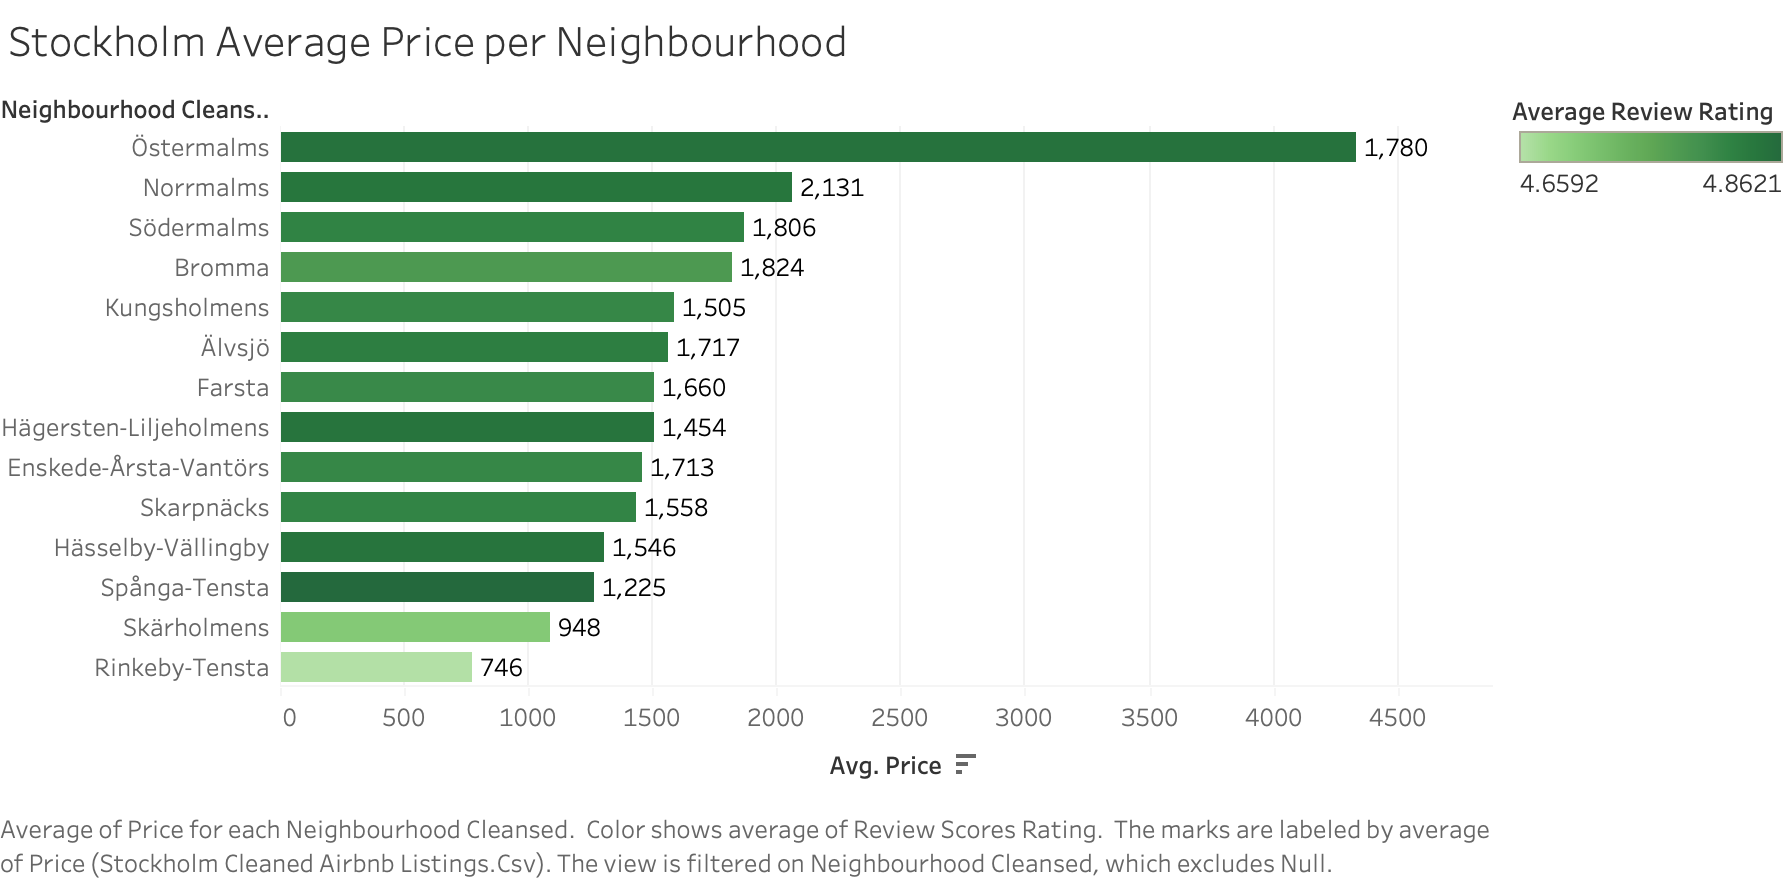 Stockholm Average Price per Neighbourhood
Neighbourhood Cleans..
Average Review Rating
4.6592 4.8621
Östermalms 1,780
Norrmalms 2,131
Södermalms 1,806
Bromma 1,824
Kungsholmens 1,505
Älvsjö 1,717
Farsta 1,660
Hägersten-Liljeholmens 1,454
Enskede-Årsta-Vantörs 1,713
Skarpnäcks 1,558
Hässelby-Vällingby 1,546
Spånga-Tensta 1,225
Skärholmens 948
Rinkeby-Tensta 746
0 500 1000 1500 2000 2500 3000 3500 4000 4500
Avg. Price
Average of Price for each Neighbourhood Cleansed.  Color shows average of Review Scores Rating.  The marks are labeled by average
of Price (Stockholm Cleaned Airbnb Listings.Csv). The view is filtered on Neighbourhood Cleansed, which excludes Null.